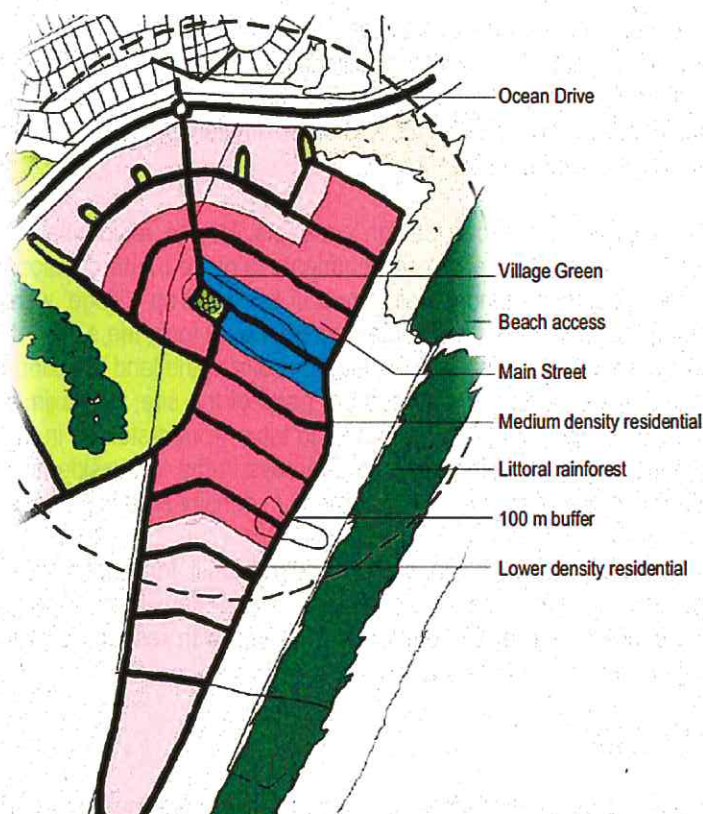 Ocean Drive
Village Green
Beach access
Main Street
Medium density residential
Littoral rainforest
100 m buffer
Lower density residential